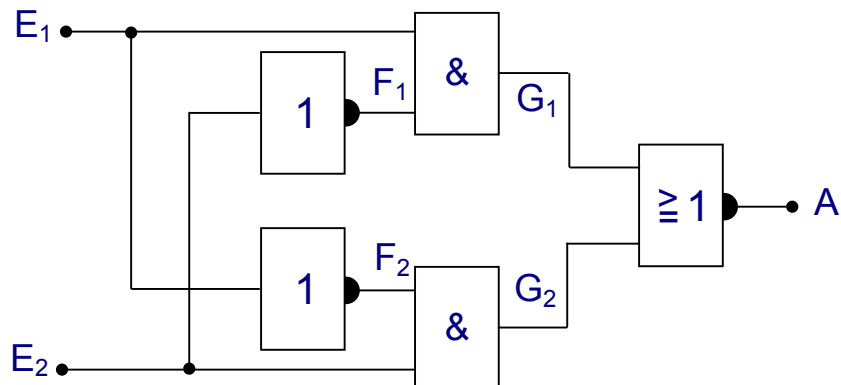 E₁
F₁
1
&
G₁
≧ 1
A
F₂
1
&
G₂
E₂